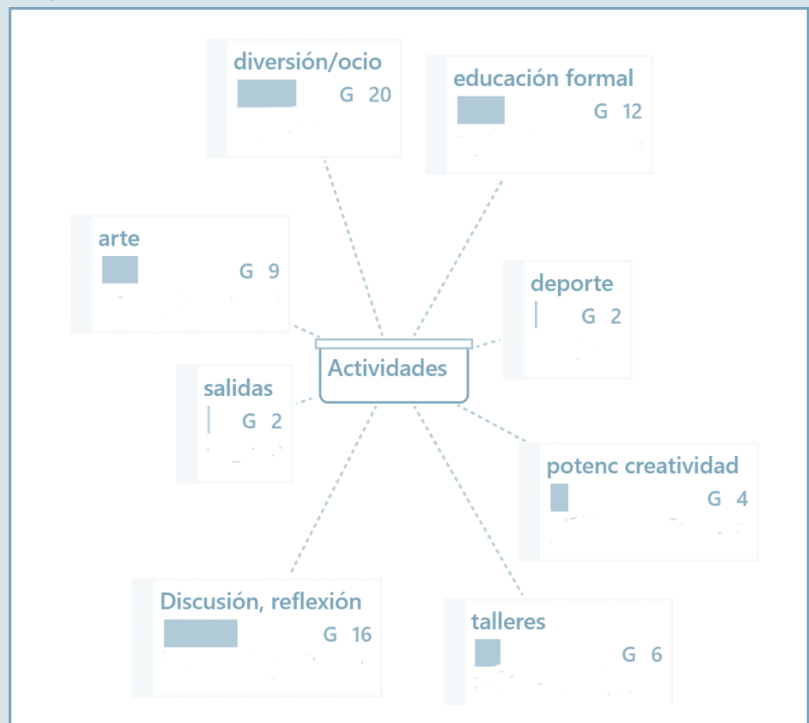 diversión/ocio
G 20
educación formal
G 12
arte
G 9
deporte
G 2
Actividades
salidas
G 2
potenc creatividad
G 4
Discusión, reflexión
G 16
talleres
G 6